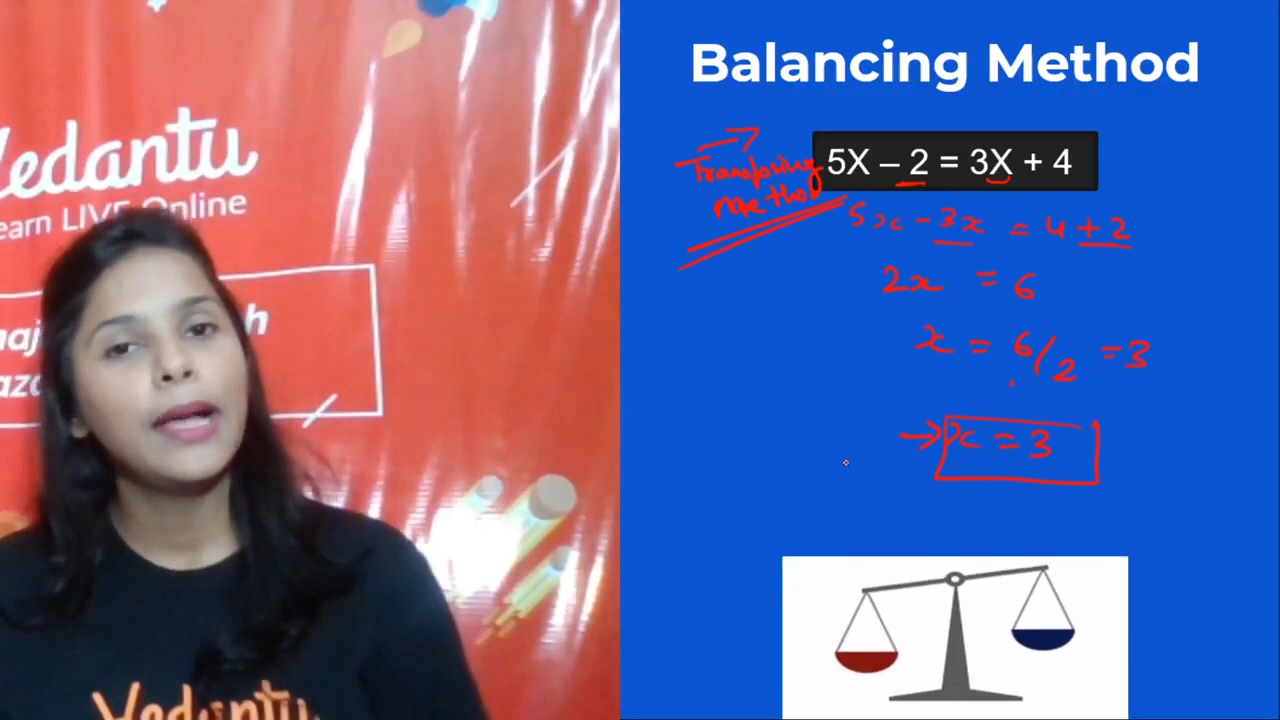 Vedantu
Learn LIVE Online
Balancing Method
5X – 2 = 3X + 4
Transposing
Method
5x - 3x = 4 + 2
2x = 6
x = 6/2 = 3
→ x = 3
Vedantu